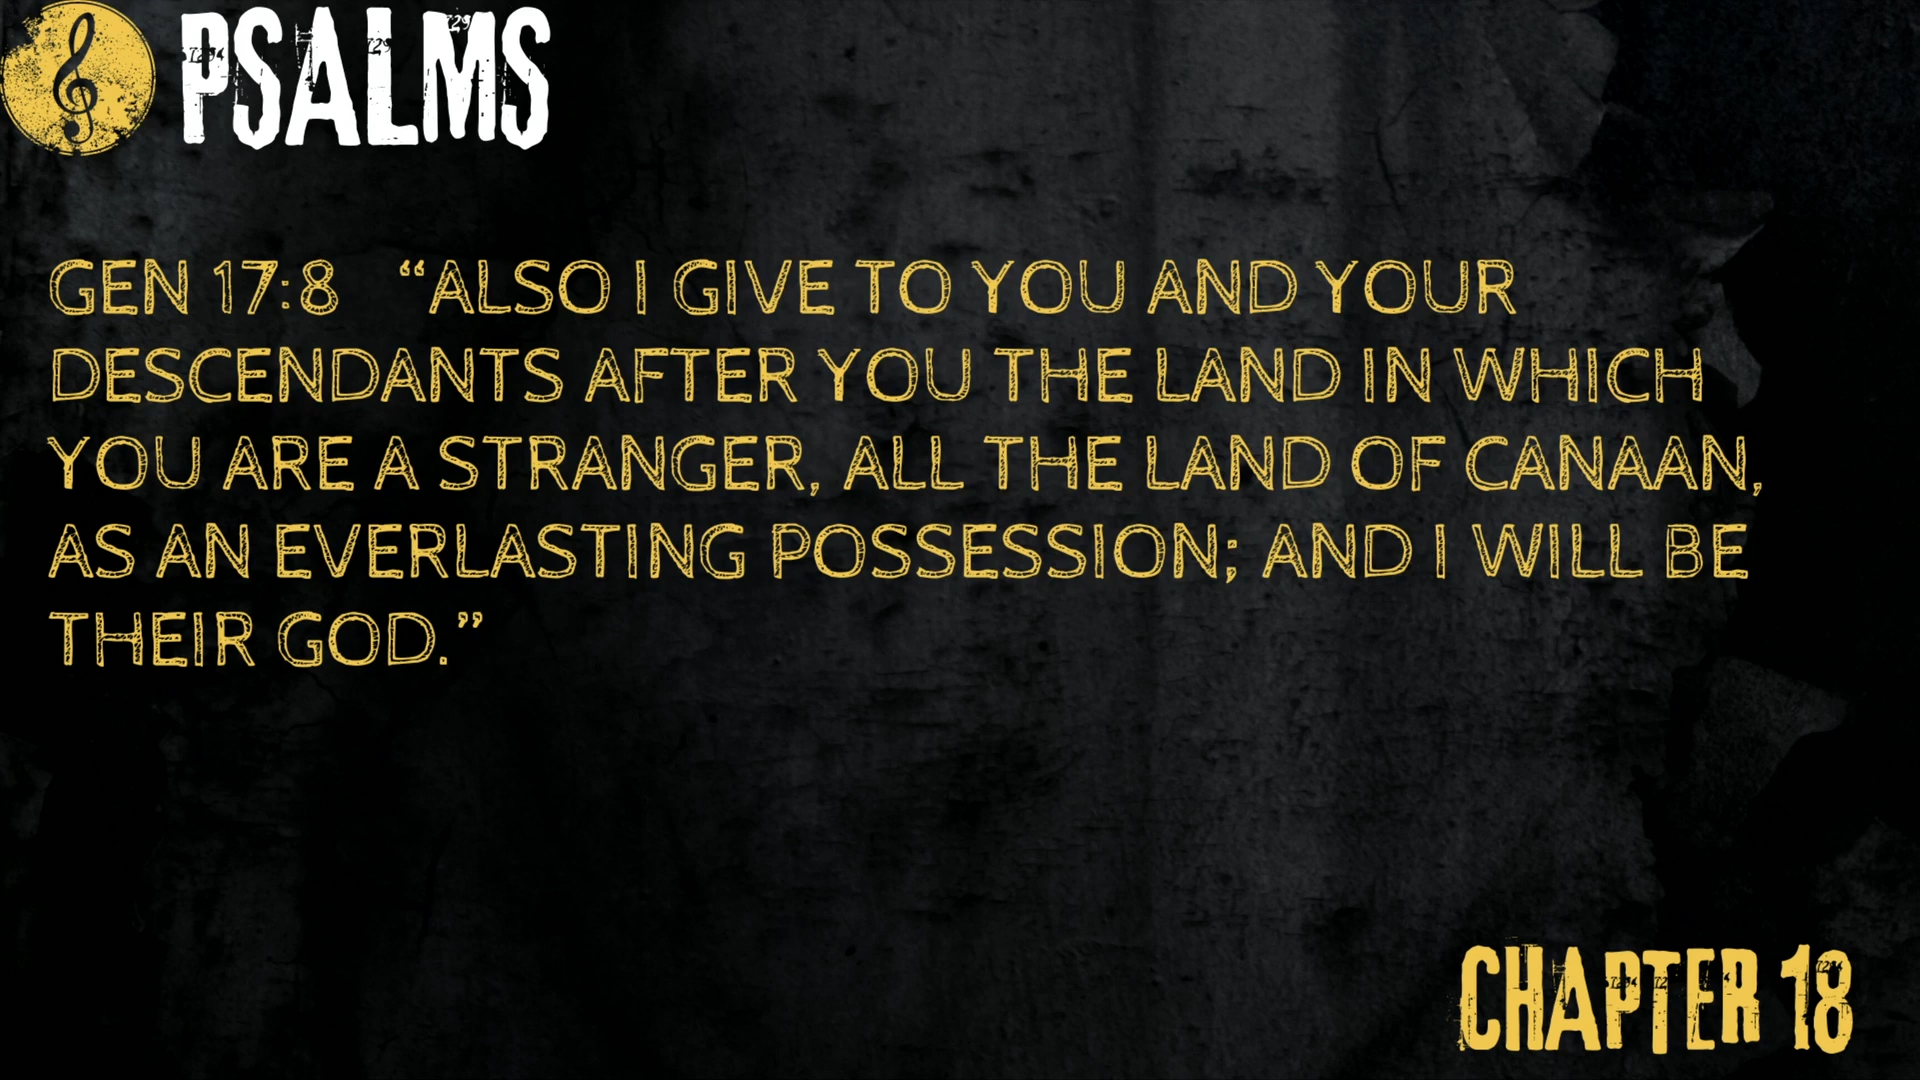 PSALMS
GEN 17:8 “ALSO I GIVE TO YOU AND YOUR
DESCENDANTS AFTER YOU THE LAND IN WHICH
YOU ARE A STRANGER, ALL THE LAND OF CANAAN,
AS AN EVERLASTING POSSESSION; AND I WILL BE
THEIR GOD.”
CHAPTER 18